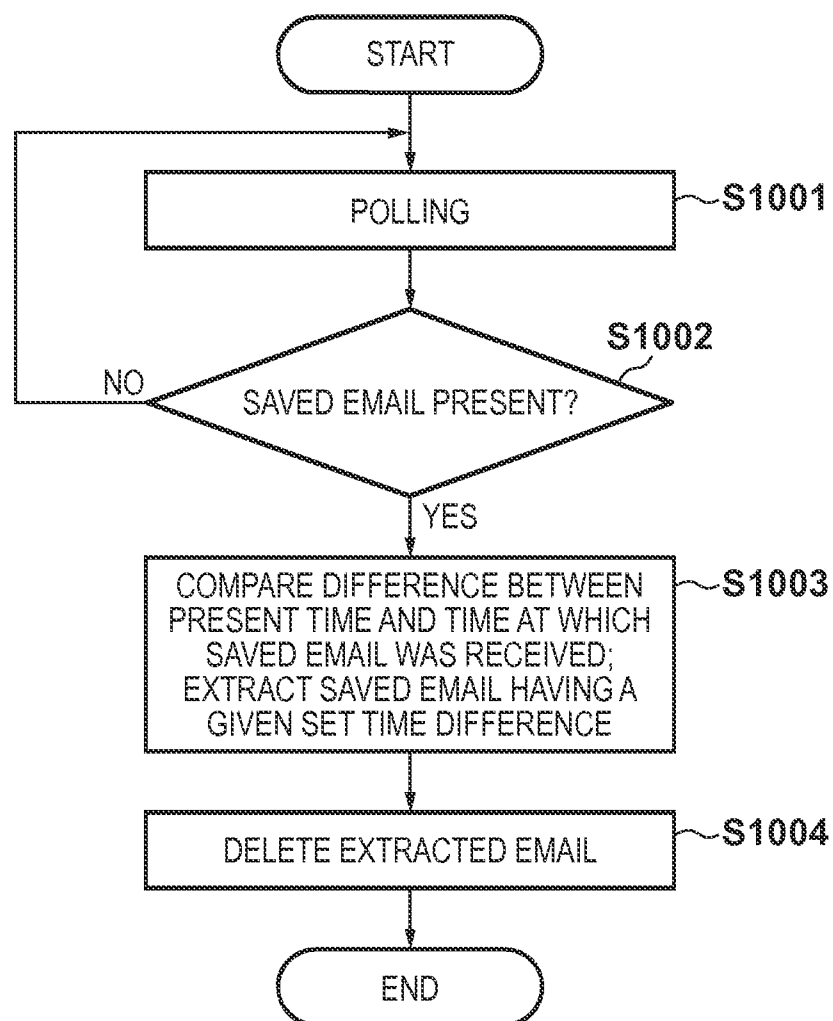 START
POLLING
S1001
S1002
SAVED EMAIL PRESENT?
NO
YES
COMPARE DIFFERENCE BETWEEN
PRESENT TIME AND TIME AT WHICH
SAVED EMAIL WAS RECEIVED;
EXTRACT SAVED EMAIL HAVING A
GIVEN SET TIME DIFFERENCE
S1003
DELETE EXTRACTED EMAIL
S1004
END